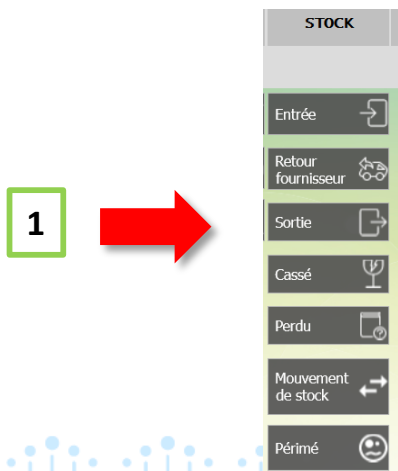 STOCK
Entrée
Retour
fournisseur
1
Sortie
Cassé
Perdu
Mouvement
de stock
Périmé